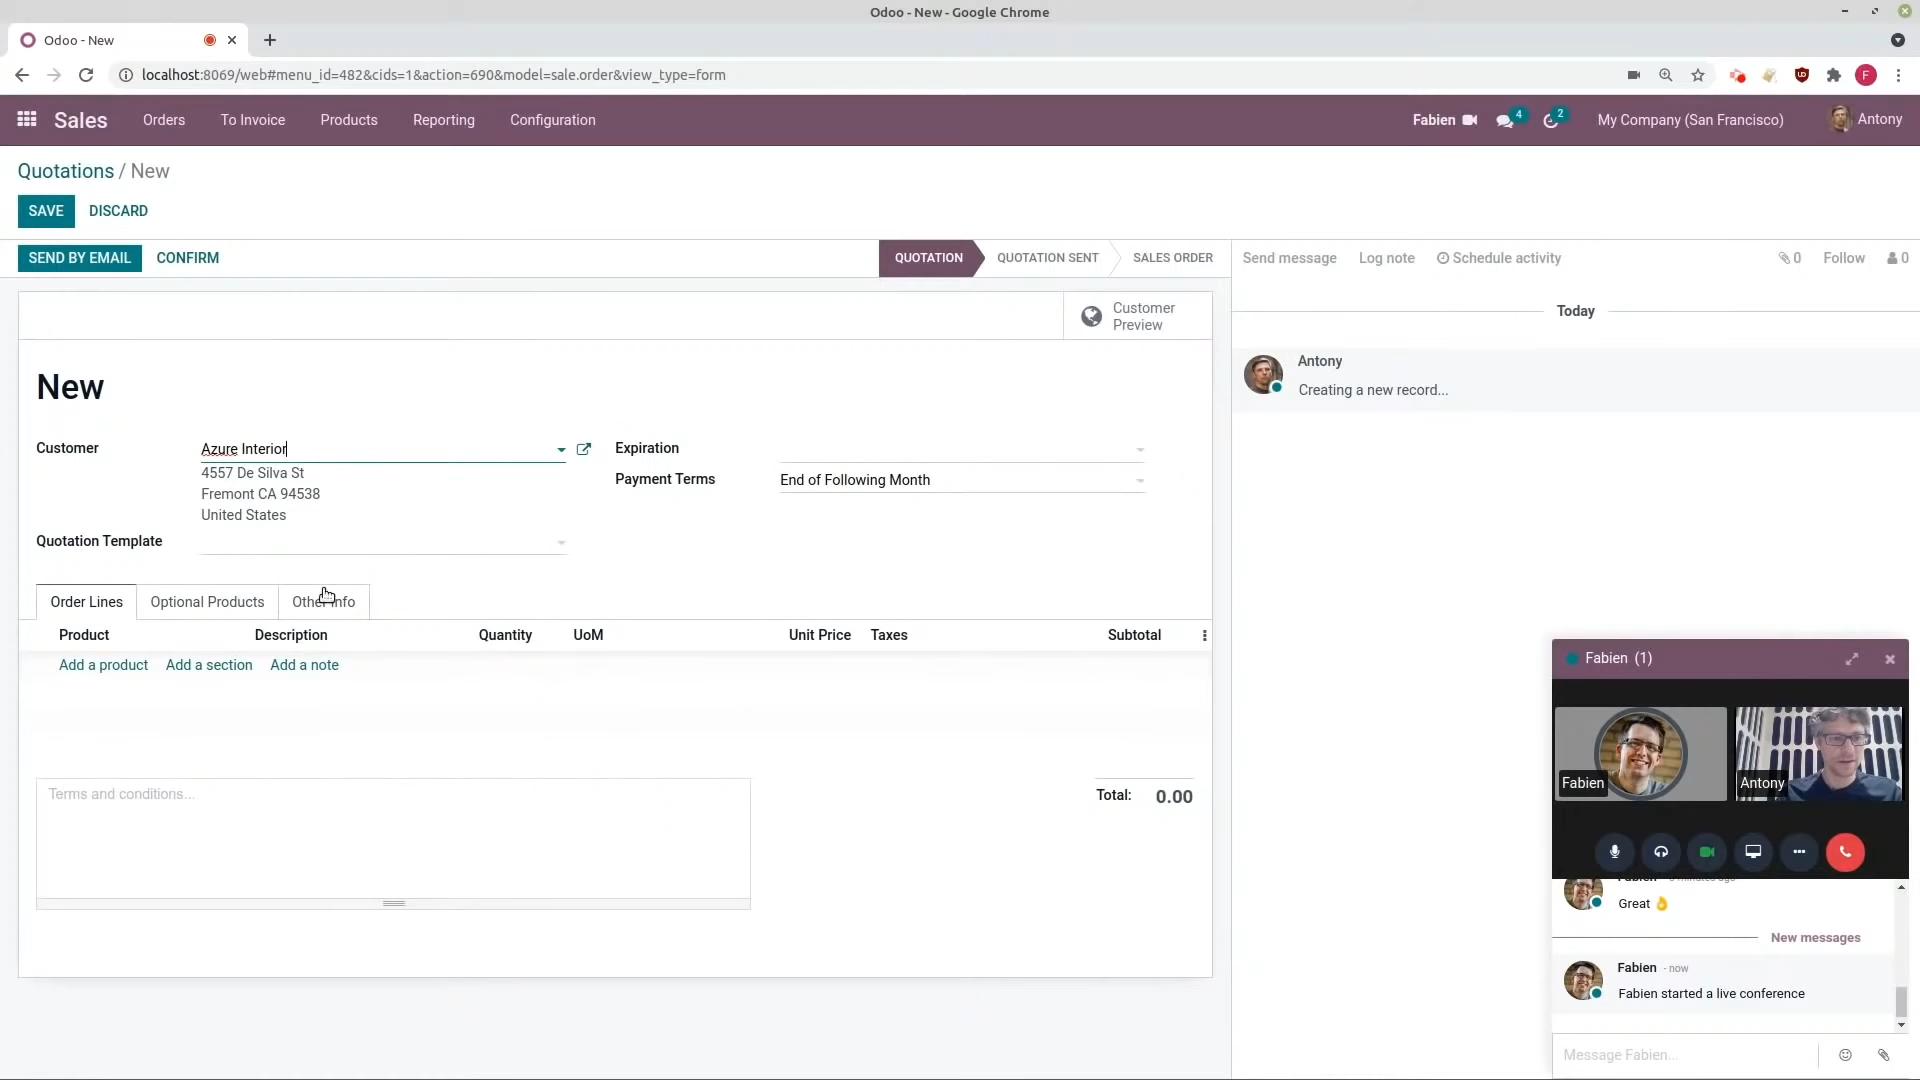 Odoo - New - Google Chrome
Odoo - New
localhost:8069/web#menu_id=482&cids=1&action=690&model=sale.order&view_type=form
F
Sales
Orders
To Invoice
Products
Reporting
Configuration
Fabien
4
2
My Company (San Francisco)
Antony
Quotations / New
SAVE
DISCARD
SEND BY EMAIL
CONFIRM
QUOTATION
QUOTATION SENT
SALES ORDER
Send message
Log note
Schedule activity
0
Follow
0
Customer
Preview
Today
Antony
Creating a new record...
New
Customer
Azure Interior
4557 De Silva St
Fremont CA 94538
United States
Expiration
Payment Terms
End of Following Month
Quotation Template
Order Lines
Optional Products
Other Info
Product
Description
Quantity
UoM
Unit Price
Taxes
Subtotal
Add a product
Add a section
Add a note
Terms and conditions...
Total:
0.00
Fabien (1)
Fabien
Antony
Great 👌
New messages
Fabien - now
Fabien started a live conference
Message Fabien...